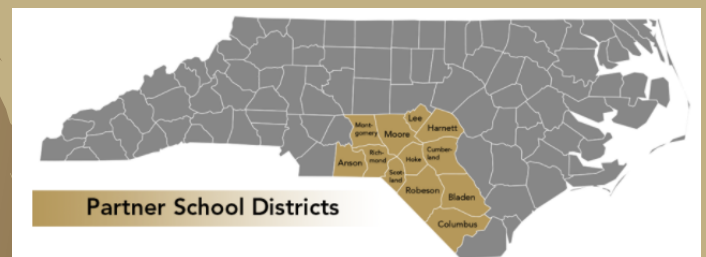 Lee
Mont-
gomery
Moore
Harnett
Cumber-
land
Rich-
mond
Hoke
Anson
Scot-
land
Robeson
Bladen
Partner School Districts
Columbus